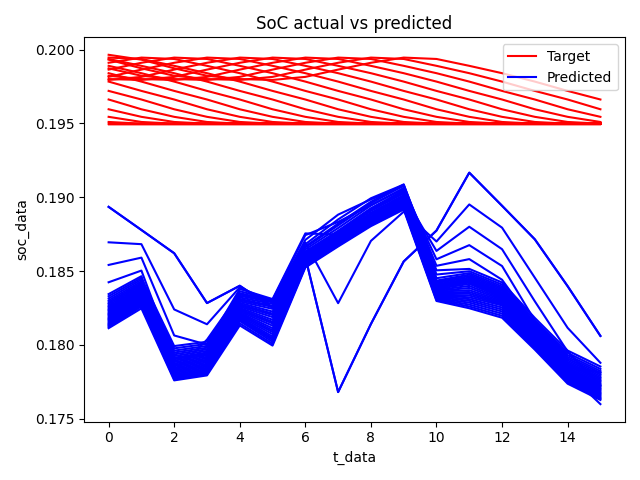 SoC actual vs predicted
Target
Predicted
0.200
0.195
0.190
0.185
0.180
0.175
soc_data
0 2 4 6 8 10 12 14
t_data